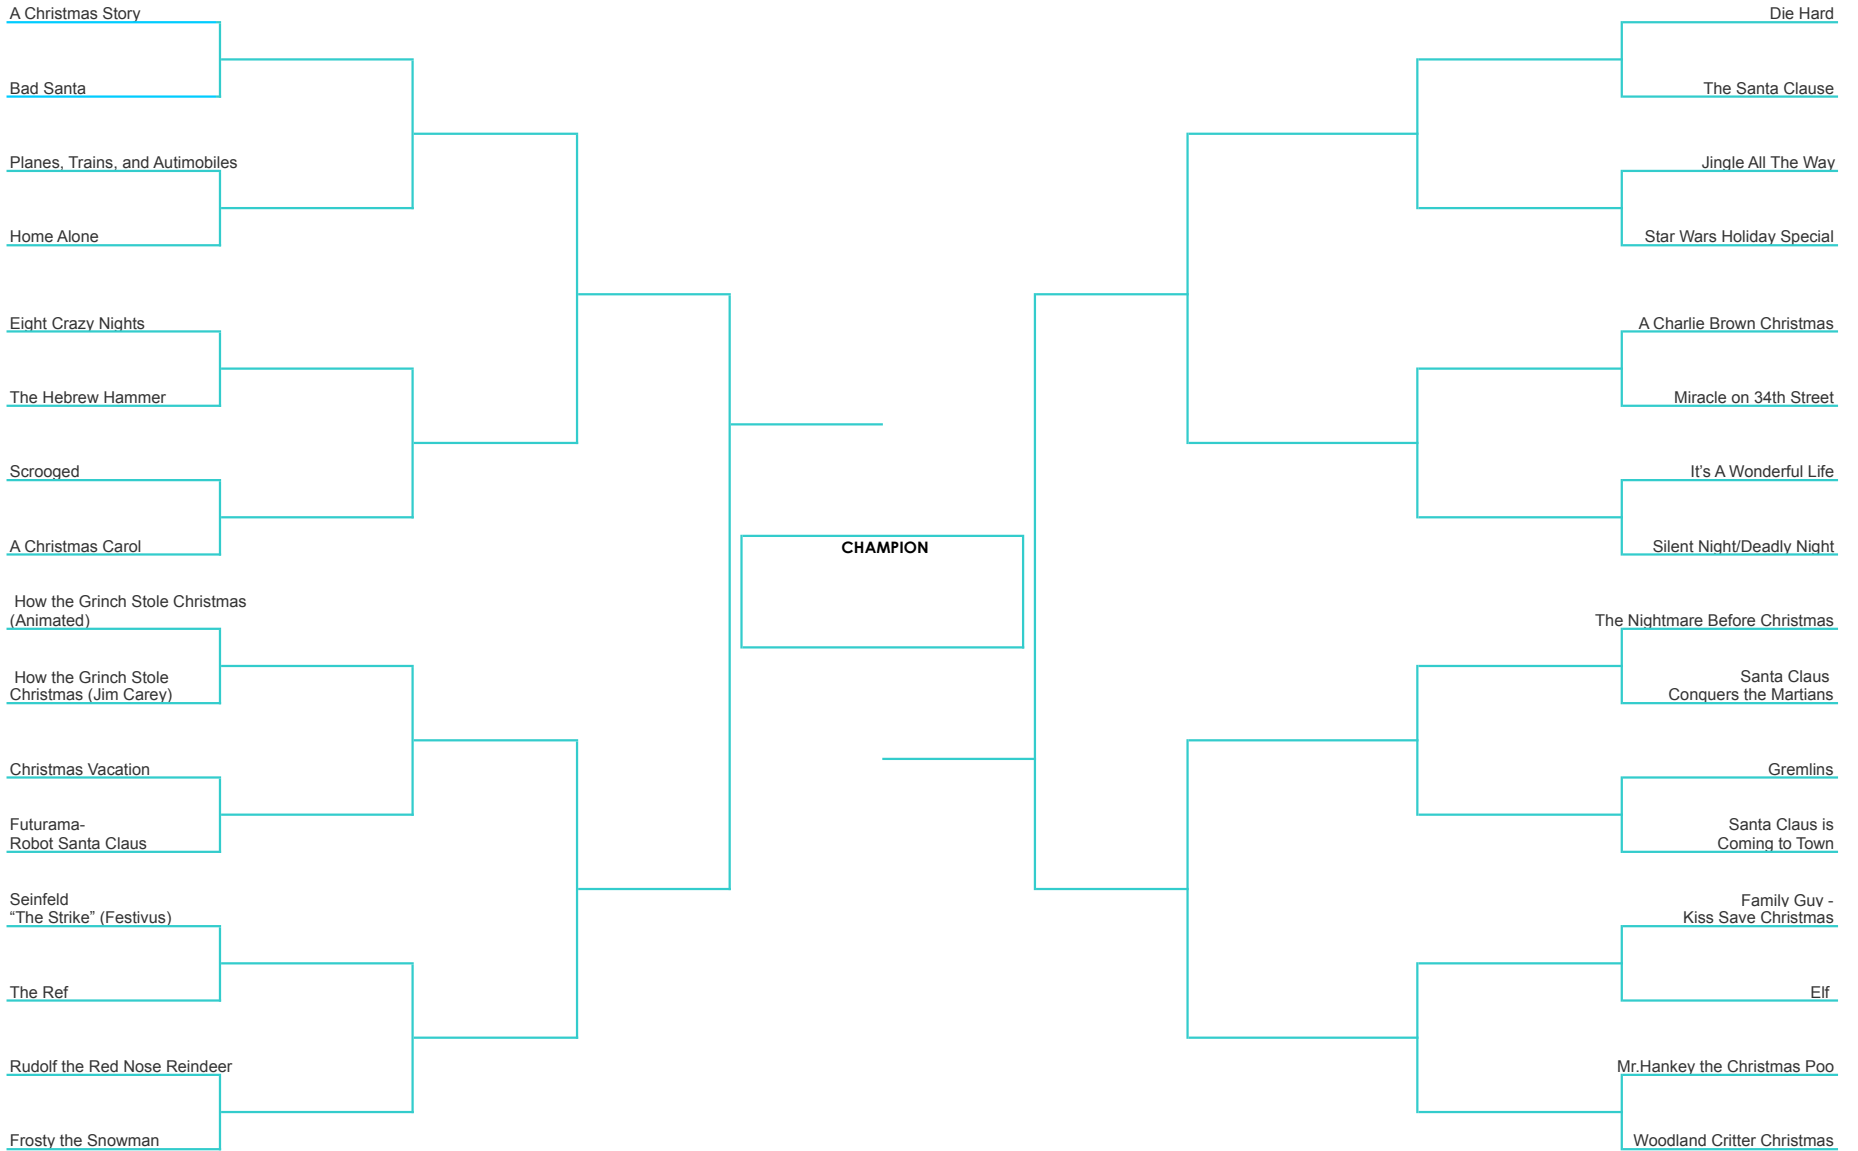 A Christmas Story
Bad Santa
Planes, Trains, and Autimobiles
Home Alone
Eight Crazy Nights
The Hebrew Hammer
Scrooged
A Christmas Carol
How the Grinch Stole Christmas
(Animated)
How the Grinch Stole
Christmas (Jim Carey)
Christmas Vacation
Futurama-
Robot Santa Claus
Seinfeld
“The Strike” (Festivus)
The Ref
Rudolf the Red Nose Reindeer
Frosty the Snowman
CHAMPION
Die Hard
The Santa Clause
Jingle All The Way
Star Wars Holiday Special
A Charlie Brown Christmas
Miracle on 34th Street
It’s A Wonderful Life
Silent Night/Deadly Night
The Nightmare Before Christmas
Santa Claus
Conquers the Martians
Gremlins
Santa Claus is
Coming to Town
Family Guy -
Kiss Save Christmas
Elf
Mr.Hankey the Christmas Poo
Woodland Critter Christmas